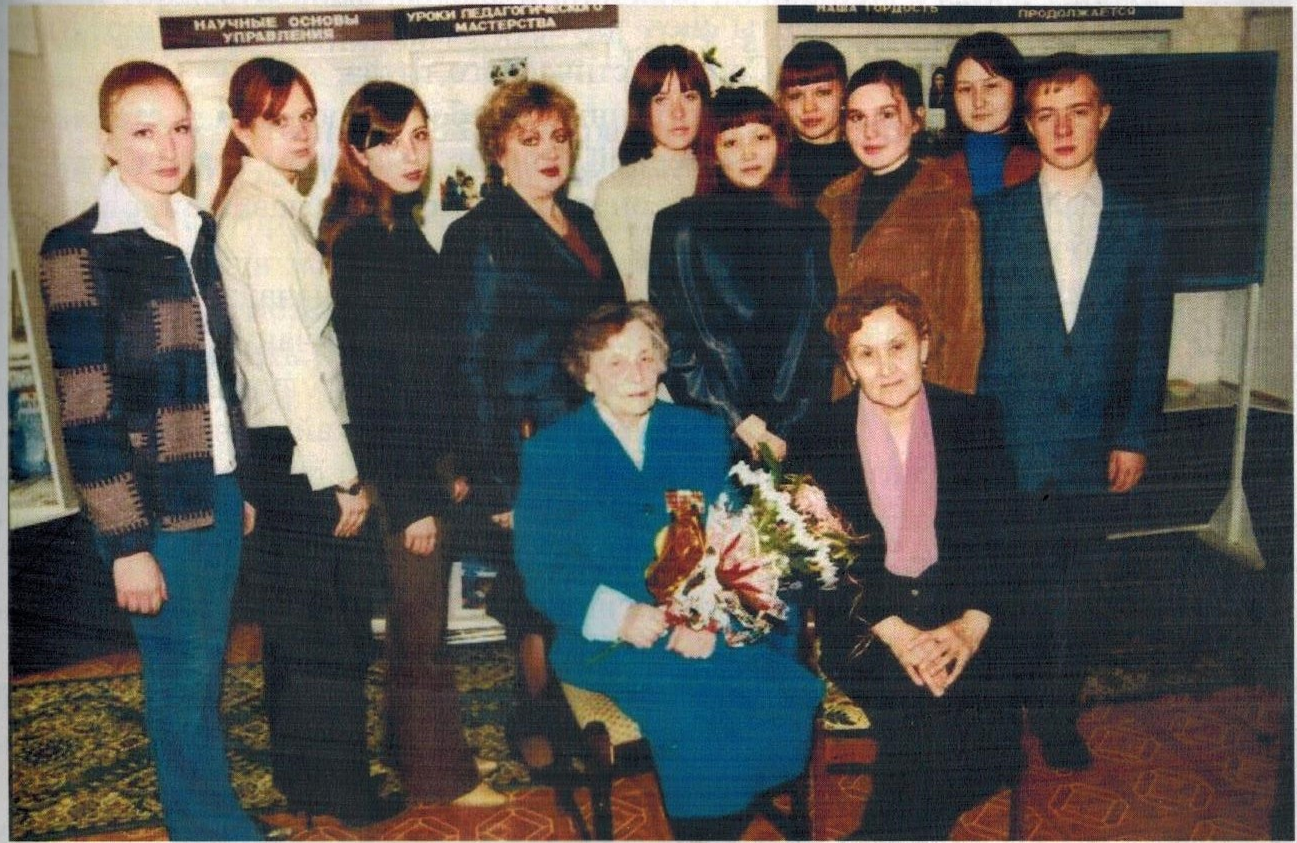 НАУЧНЫЕ ОСНОВЫ
УПРАВЛЕНИЯ
УРОКИ ПЕДАГОГИЧЕСКОГО
МАСТЕРСТВА
НАША ГОРДОСТЬ
ПРОДОЛЖАЕТСЯ